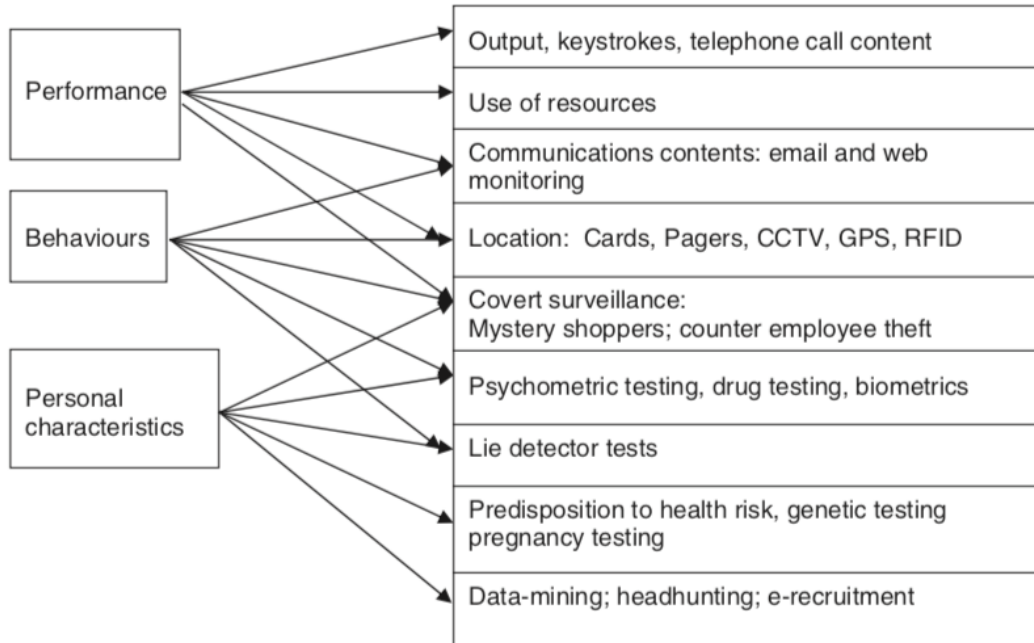 Performance
Behaviours
Personal
characteristics
Output, keystrokes, telephone call content
Use of resources
Communications contents: email and web
monitoring
Location: Cards, Pagers, CCTV, GPS, RFID
Covert surveillance:
Mystery shoppers; counter employee theft
Psychometric testing, drug testing, biometrics
Lie detector tests
Predisposition to health risk, genetic testing
pregnancy testing
Data-mining; headhunting; e-recruitment